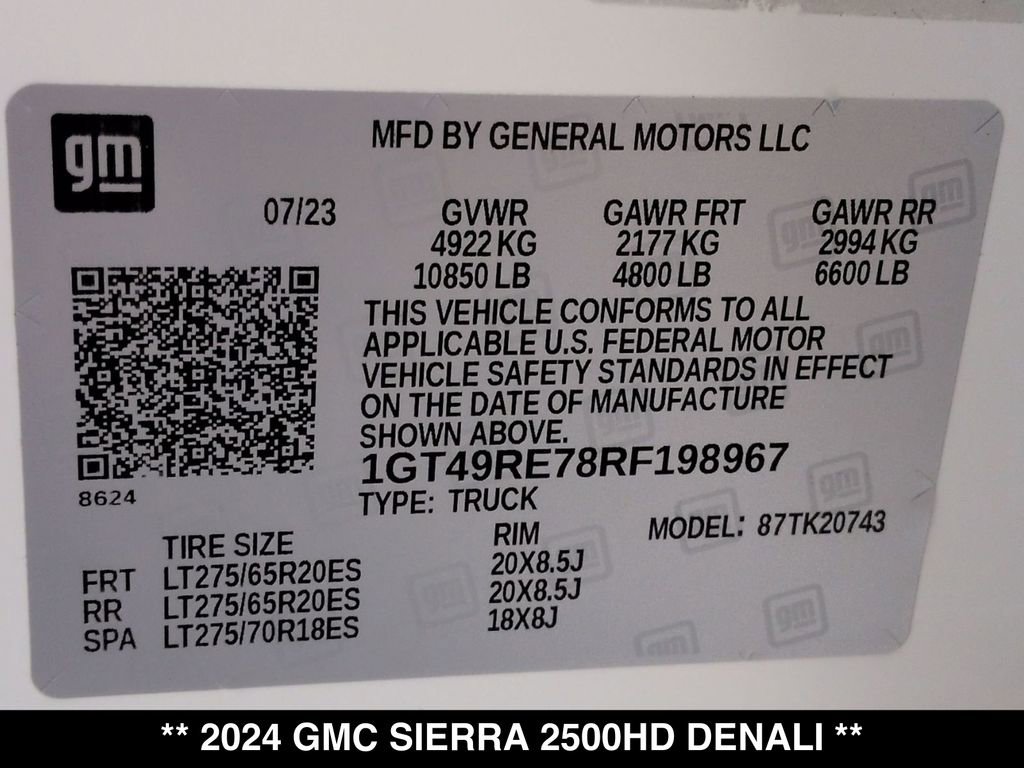 gm
MFD BY GENERAL MOTORS LLC
07/23 GVWR GAWR FRT GAWR RR
4922 KG 2177 KG 2994 KG
10850 LB 4800 LB 6600 LB
THIS VEHICLE CONFORMS TO ALL
APPLICABLE U.S. FEDERAL MOTOR
VEHICLE SAFETY STANDARDS IN EFFECT
ON THE DATE OF MANUFACTURE
SHOWN ABOVE.
1GT49RE78RF198967
8624
TYPE: TRUCK
MODEL: 87TK20743
TIRE SIZE RIM
FRT LT275/65R20ES 20X8.5J
RR LT275/65R20ES 20X8.5J
SPA LT275/70R18ES 18X8J
** 2024 GMC SIERRA 2500HD DENALI **